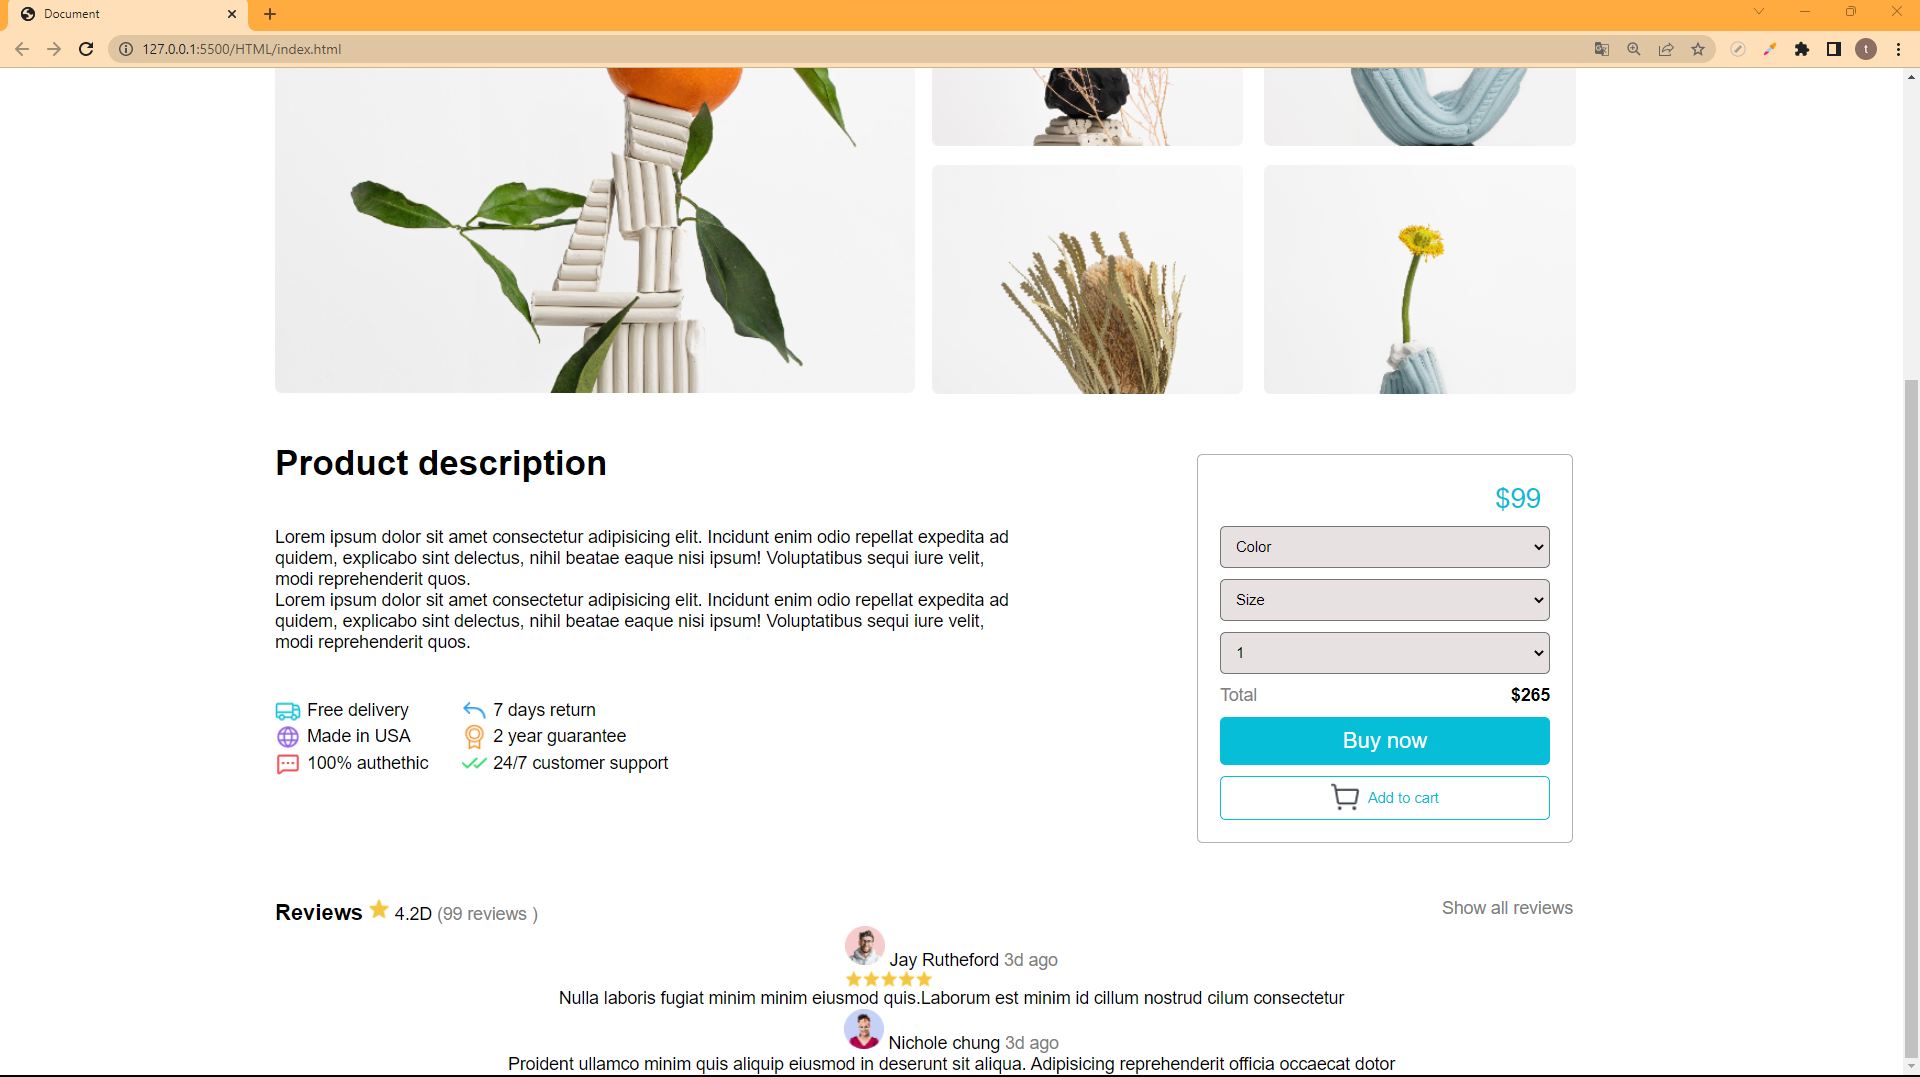 Document
127.0.0.1:5500/HTML/index.html
t
Product description
Lorem ipsum dolor sit amet consectetur adipisicing elit. Incidunt enim odio repellat expedita ad
quidem, explicabo sint delectus, nihil beatae eaque nisi ipsum! Voluptatibus sequi iure velit,
modi reprehenderit quos.
Lorem ipsum dolor sit amet consectetur adipisicing elit. Incidunt enim odio repellat expedita ad
quidem, explicabo sint delectus, nihil beatae eaque nisi ipsum! Voluptatibus sequi iure velit,
modi reprehenderit quos.
Free delivery
7 days return
Made in USA
2 year guarantee
100% authethic
24/7 customer support
$99
Color
Size
1
Total $265
Buy now
Add to cart
Reviews 4.2D (99 reviews )
Show all reviews
Jay Rutheford 3d ago
Nulla laboris fugiat minim minim eiusmod quis.Laborum est minim id cillum nostrud cilum consectetur
Nichole chung 3d ago
Proident ullamco minim quis aliquip eiusmod in deserunt sit aliqua. Adipisicing reprehenderit officia occaecat dotor